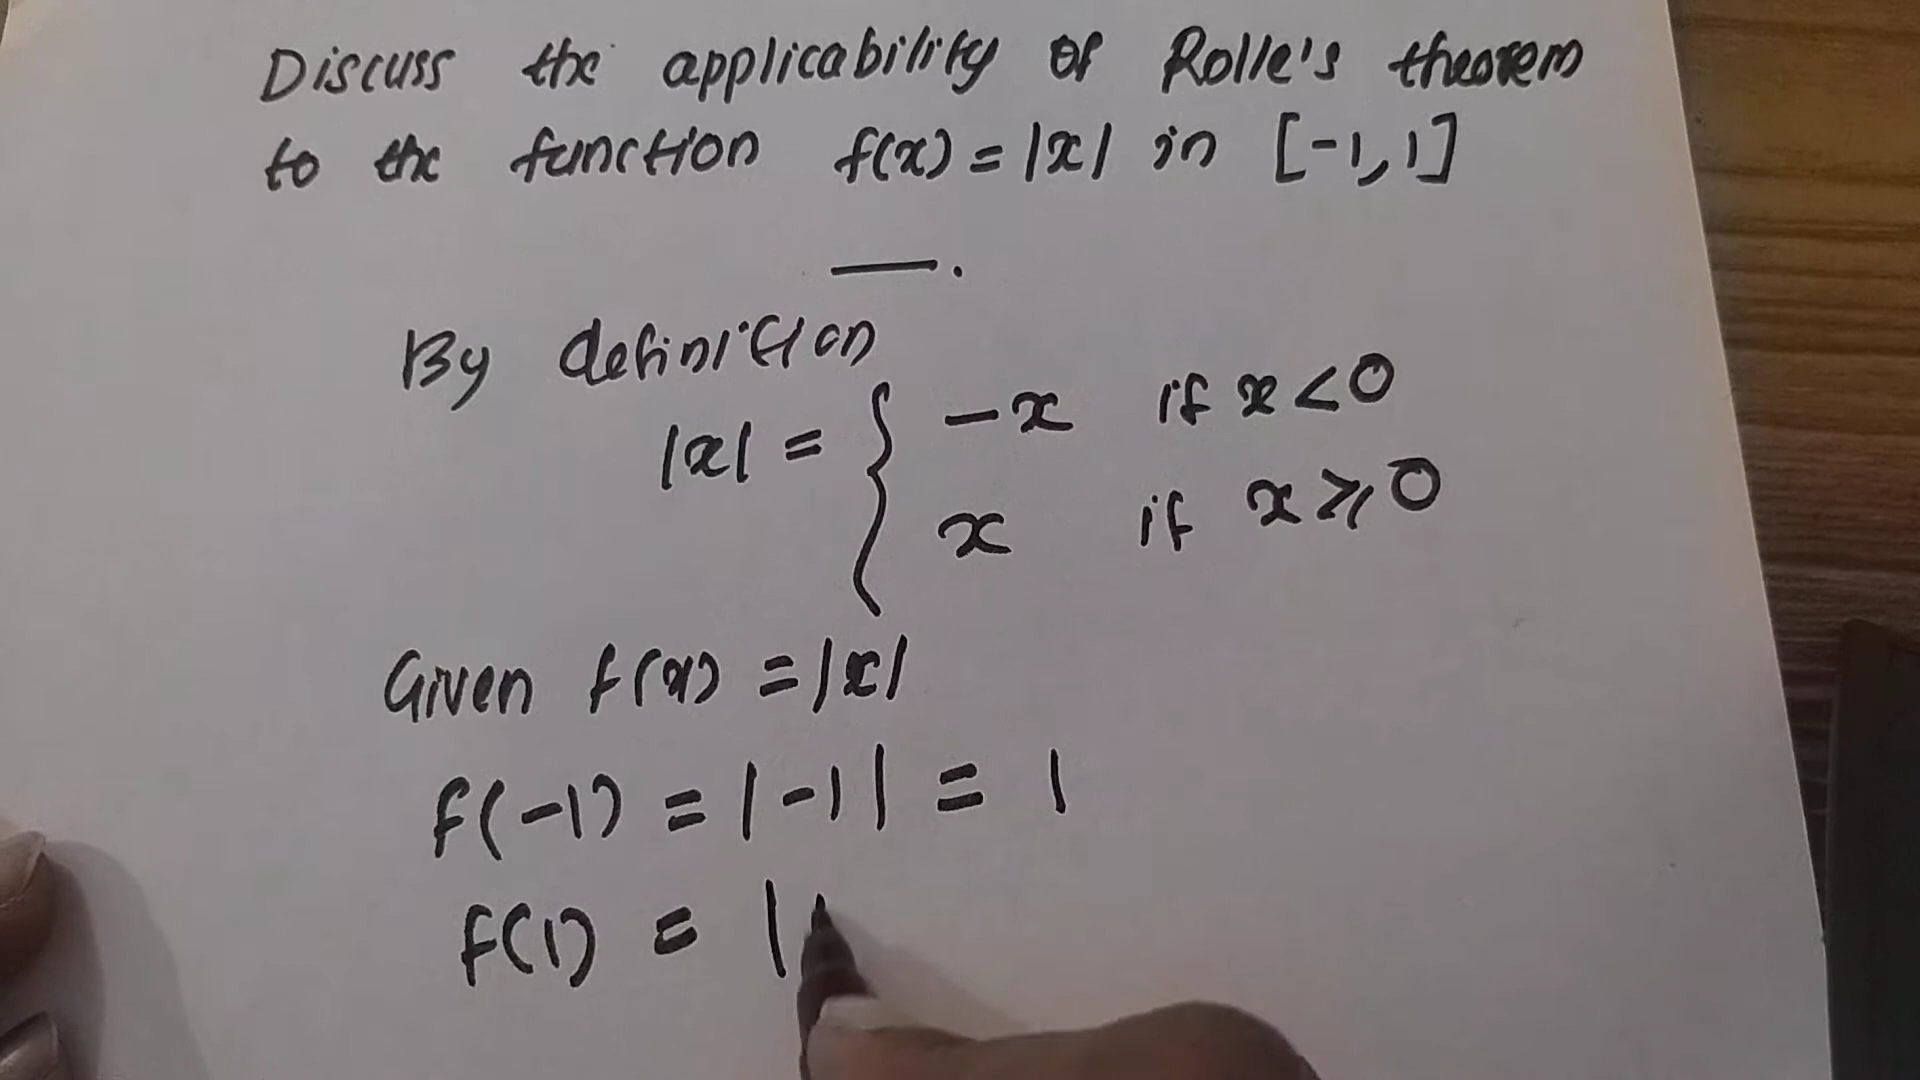 Discuss the applicability of Rolle's theorem
to the function f(x) = |x| in [-1, 1]
By definition
|x| = { -x if x < 0
x if x ≥ 0
Given f(x) = |x|
f(-1) = |-1| = 1
f(1) = |